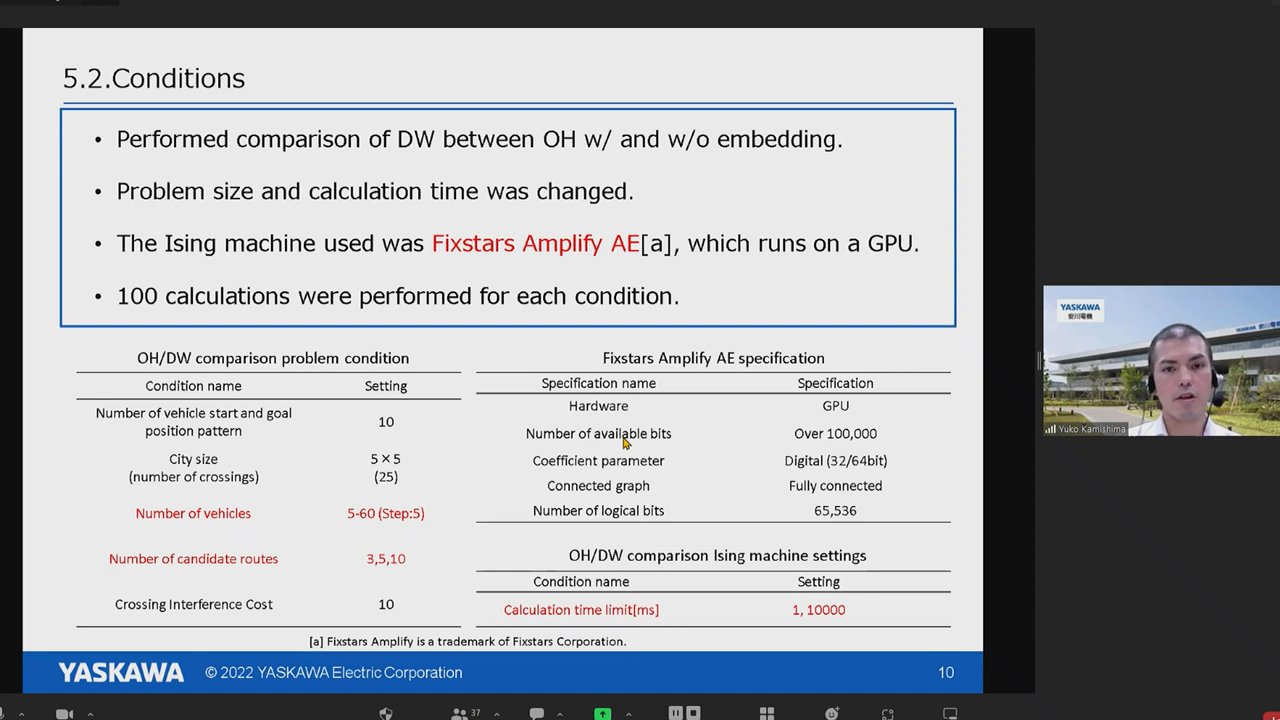 5.2.Conditions
• Performed comparison of DW between OH w/ and w/o embedding.
• Problem size and calculation time was changed.
• The Ising machine used was Fixstars Amplify AE[a], which runs on a GPU.
• 100 calculations were performed for each condition.
OH/DW comparison problem condition
Condition name Setting
Number of vehicle start and goal
position pattern 10
City size 5×5
(number of crossings) (25)
Number of vehicles 5-60 (Step:5)
Number of candidate routes 3,5,10
Crossing Interference Cost 10
Fixstars Amplify AE specification
Specification name Specification
Hardware GPU
Number of available bits Over 100,000
Coefficient parameter Digital (32/64bit)
Connected graph Fully connected
Number of logical bits 65,536
OH/DW comparison Ising machine settings
Condition name Setting
Calculation time limit[ms] 1, 10000
[a] Fixstars Amplify is a trademark of Fixstars Corporation.
YASKAWA © 2022 YASKAWA Electric Corporation 10
YASKAWA
安川電機
Yuko Kamishima
37